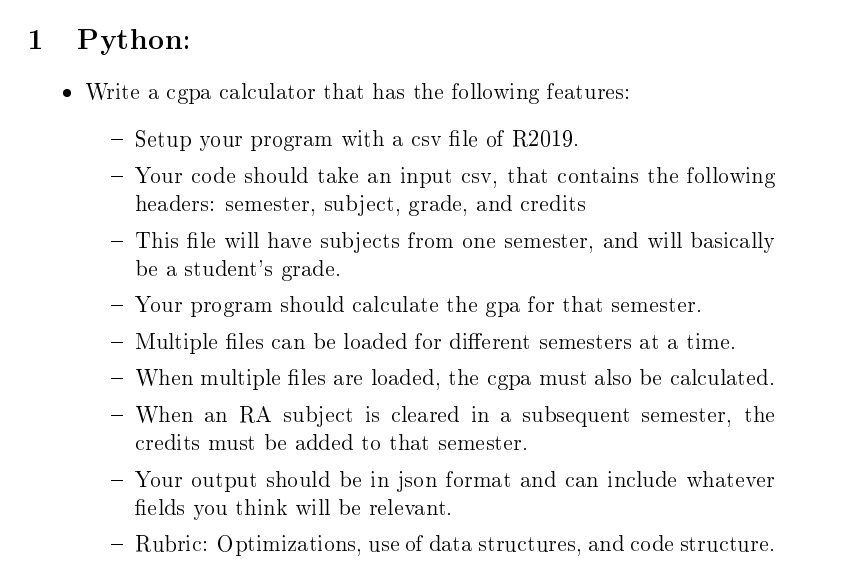 1 Python:
• Write a cgpa calculator that has the following features:
– Setup your program with a csv file of R2019.
– Your code should take an input csv, that contains the following
headers: semester, subject, grade, and credits
– This file will have subjects from one semester, and will basically
be a student's grade.
– Your program should calculate the gpa for that semester.
– Multiple files can be loaded for different semesters at a time.
– When multiple files are loaded, the cgpa must also be calculated.
– When an RA subject is cleared in a subsequent semester, the
credits must be added to that semester.
– Your output should be in json format and can include whatever
fields you think will be relevant.
– Rubric: Optimizations, use of data structures, and code structure.